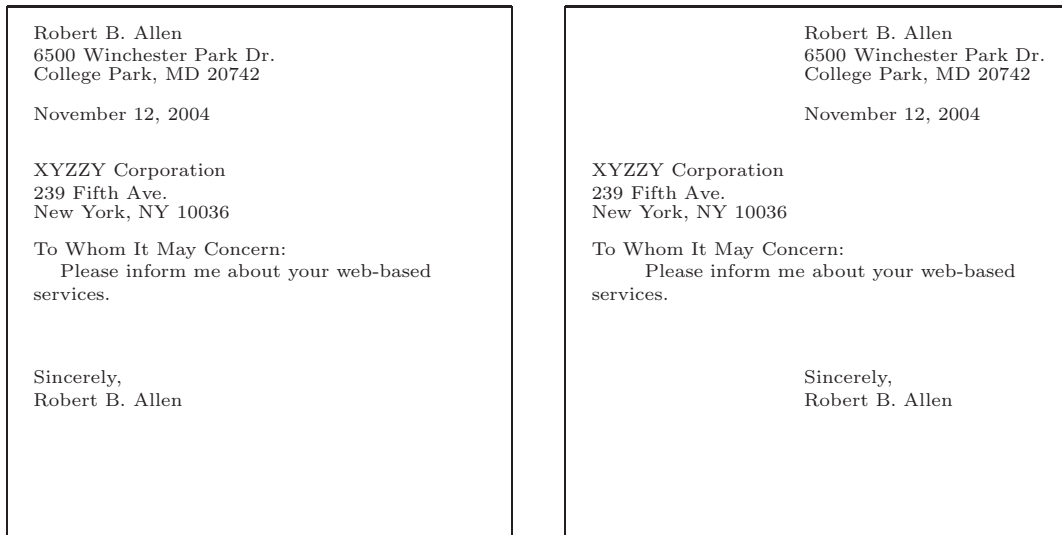 Robert B. Allen
6500 Winchester Park Dr.
College Park, MD 20742
November 12, 2004
XYZZY Corporation
239 Fifth Ave.
New York, NY 10036
To Whom It May Concern:
Please inform me about your web-based
services.
Sincerely,
Robert B. Allen
Robert B. Allen
6500 Winchester Park Dr.
College Park, MD 20742
November 12, 2004
XYZZY Corporation
239 Fifth Ave.
New York, NY 10036
To Whom It May Concern:
Please inform me about your web-based
services.
Sincerely,
Robert B. Allen